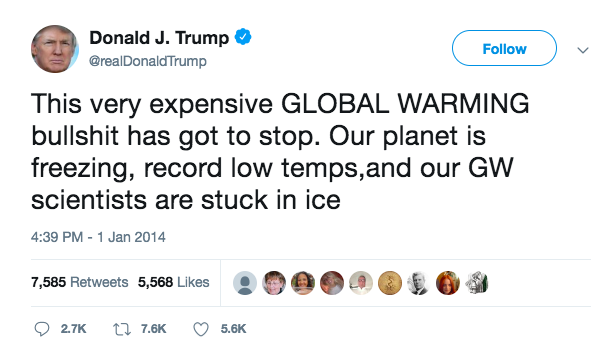 Donald J. Trump
@realDonaldTrump
Follow
This very expensive GLOBAL WARMING
bullshit has got to stop. Our planet is
freezing, record low temps,and our GW
scientists are stuck in ice
4:39 PM - 1 Jan 2014
7,585 Retweets 5,568 Likes
2.7K 7.6K 5.6K